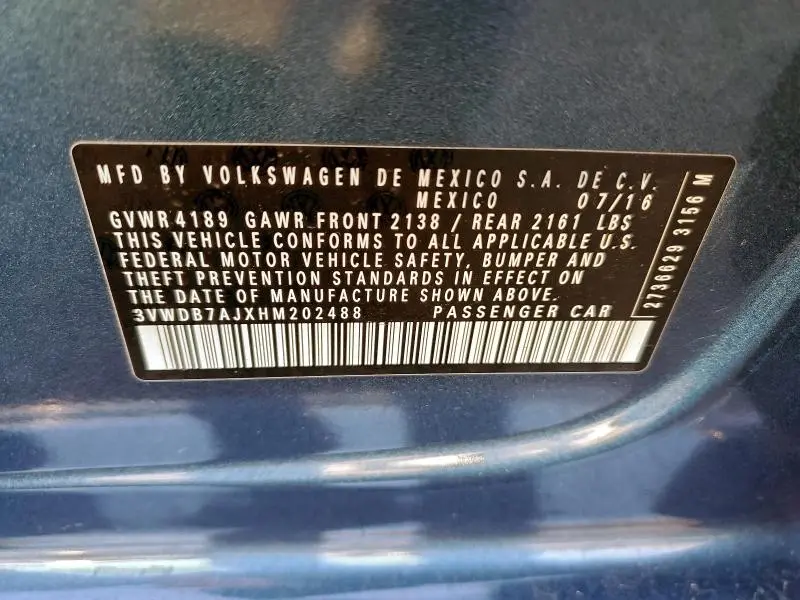 MFD BY VOLKSWAGEN DE MEXICO S.A. DE C.V.
MEXICO 07/16
GVWR 4189 GAWR FRONT 2138 / REAR 2161 LBS
THIS VEHICLE CONFORMS TO ALL APPLICABLE U.S.
FEDERAL MOTOR VEHICLE SAFETY, BUMPER AND
THEFT PREVENTION STANDARDS IN EFFECT ON
THE DATE OF MANUFACTURE SHOWN ABOVE.
3VWDB7AJXHM202488 PASSENGER CAR
2736629 3156 M